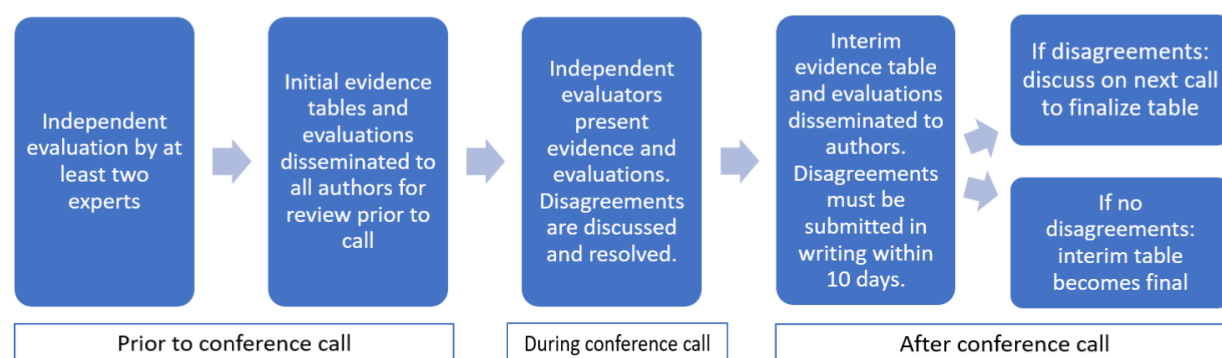 Independent
evaluation by at
least two
experts
Initial evidence
tables and
evaluations
disseminated to
all authors for
review prior to
call
Independent
evaluators
present
evidence and
evaluations.
Disagreements
are discussed
and resolved.
Interim
evidence table
and evaluations
disseminated to
authors.
Disagreements
must be
submitted in
writing within
10 days.
If disagreements:
discuss on next call
to finalize table
If no
disagreements:
interim table
becomes final
Prior to conference call
During conference call
After conference call